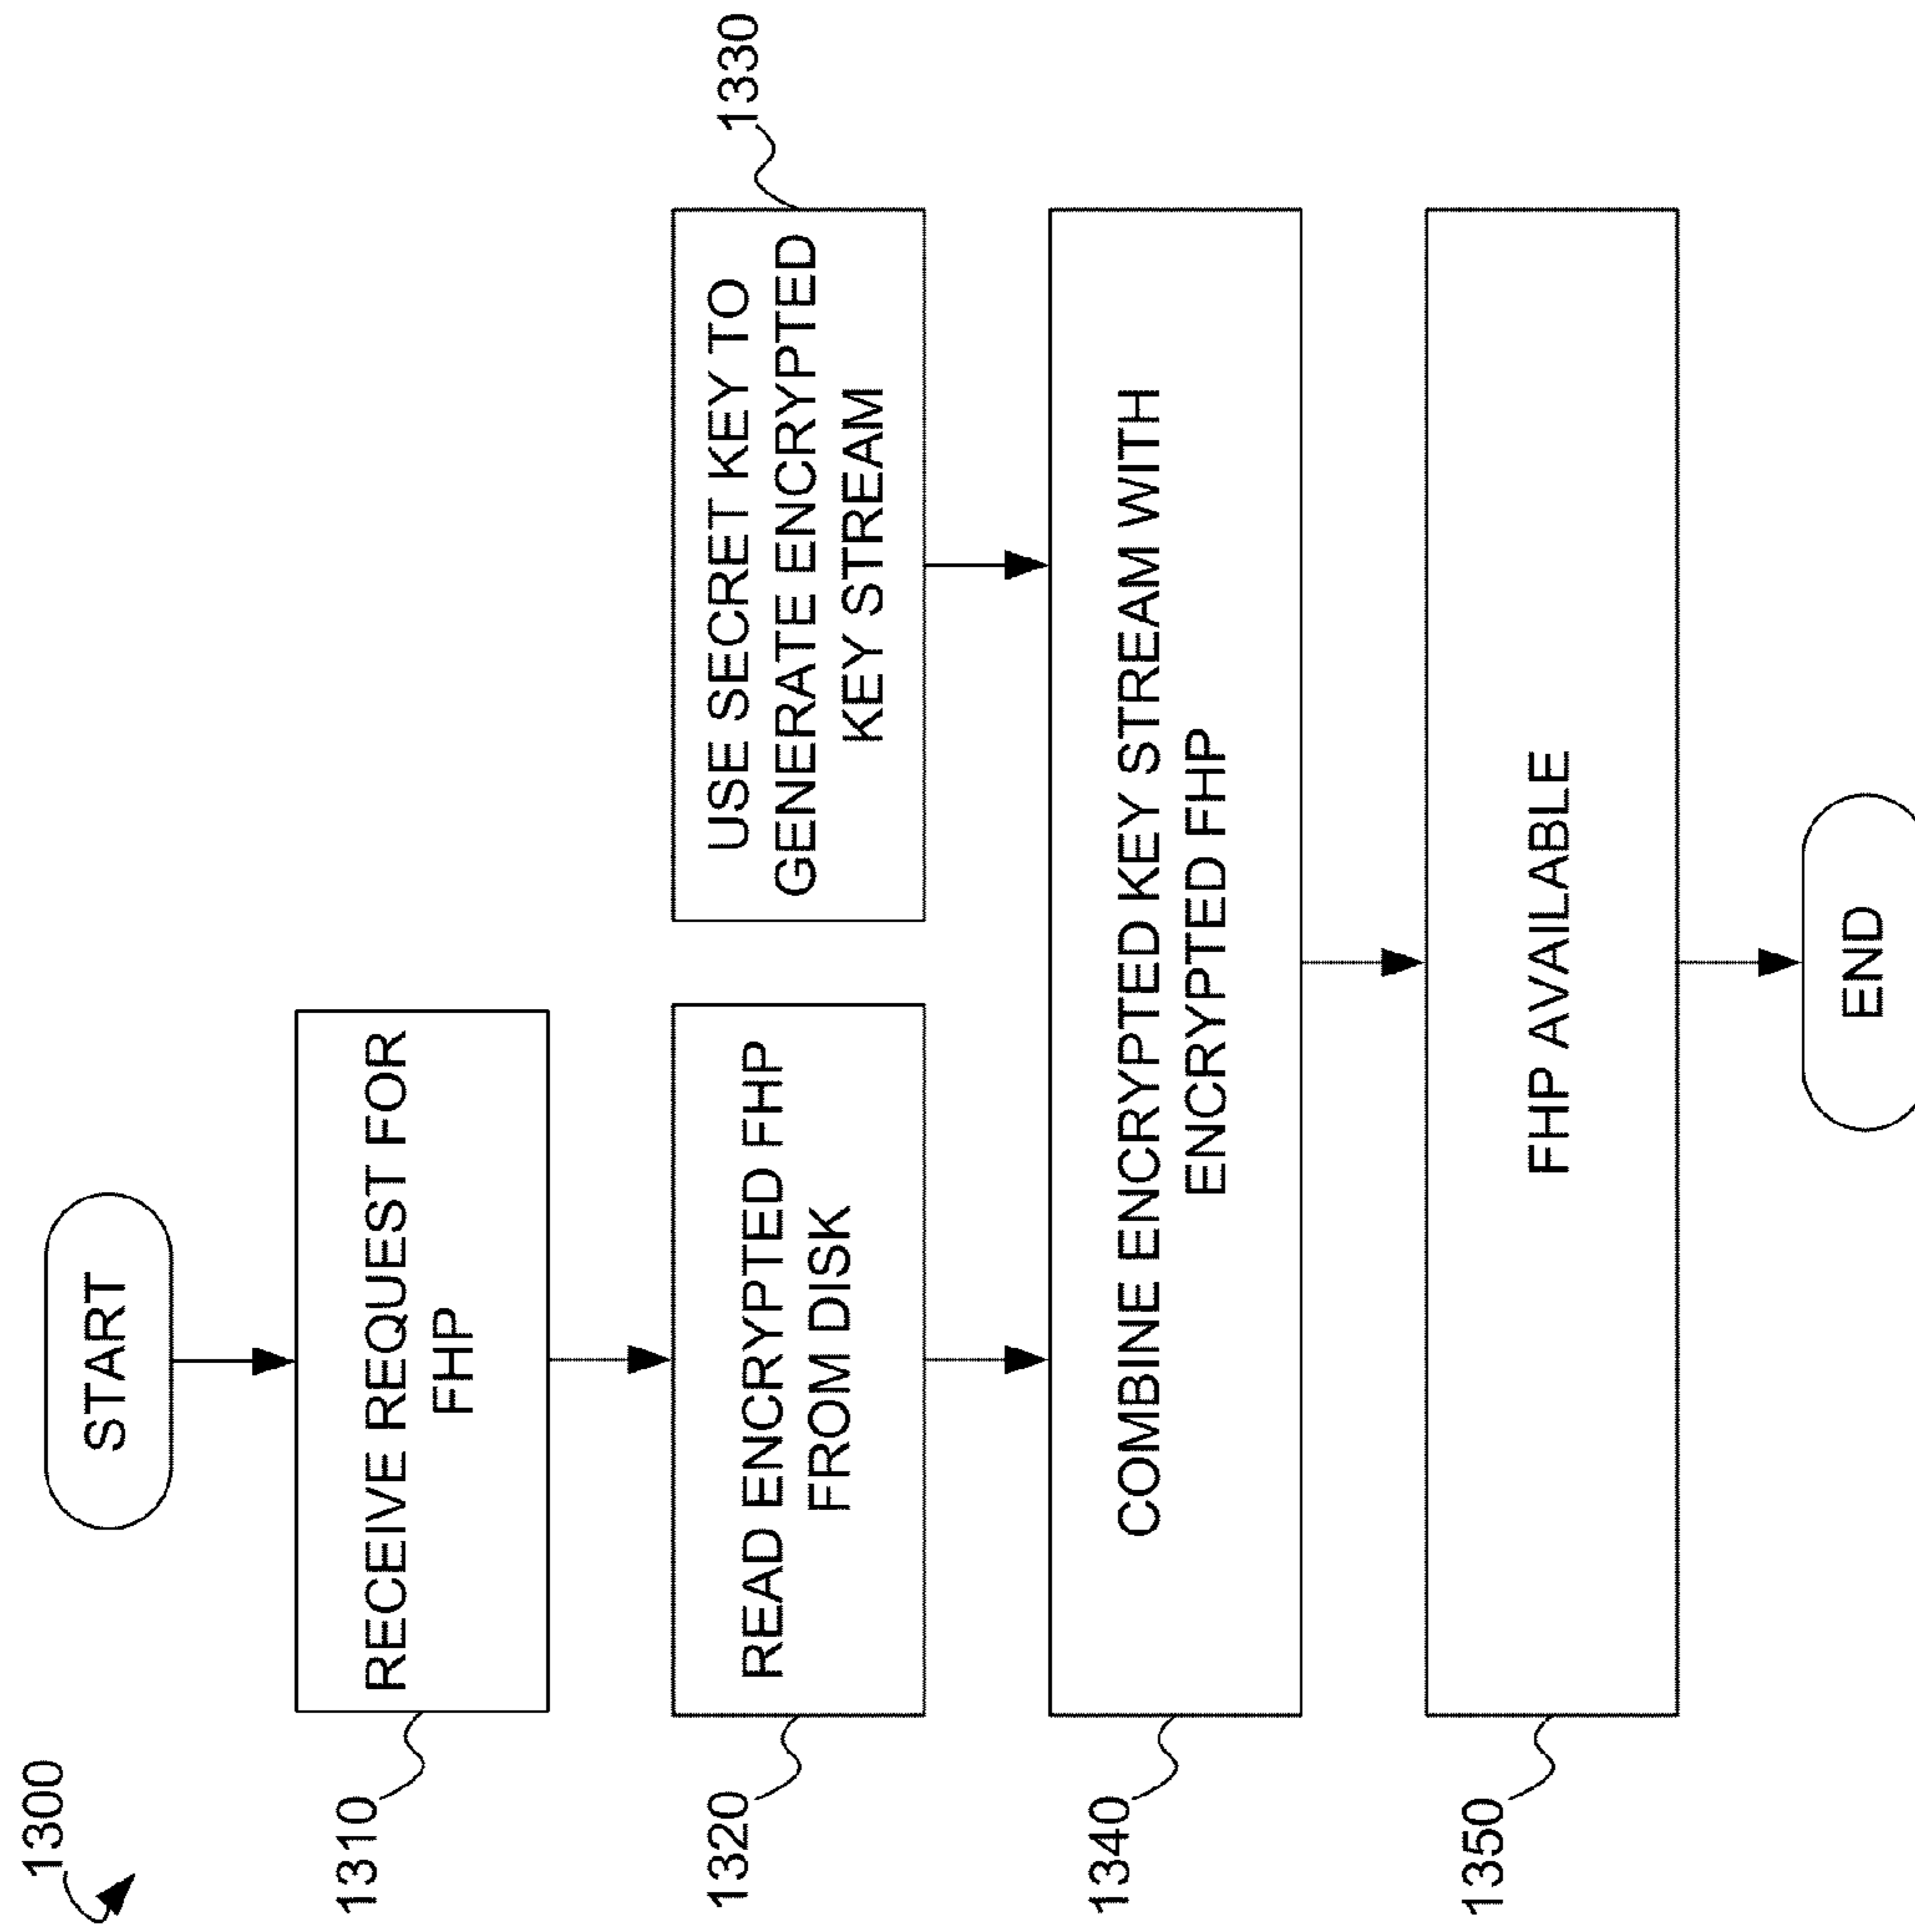 1300
START
1310
RECEIVE REQUEST FOR
FHP
1320
READ ENCRYPTED FHP
FROM DISK
1330
USE SECRET KEY TO
GENERATE ENCRYPTED
KEY STREAM
1340
COMBINE ENCRYPTED KEY STREAM WITH
ENCRYPTED FHP
1350
FHP AVAILABLE
END